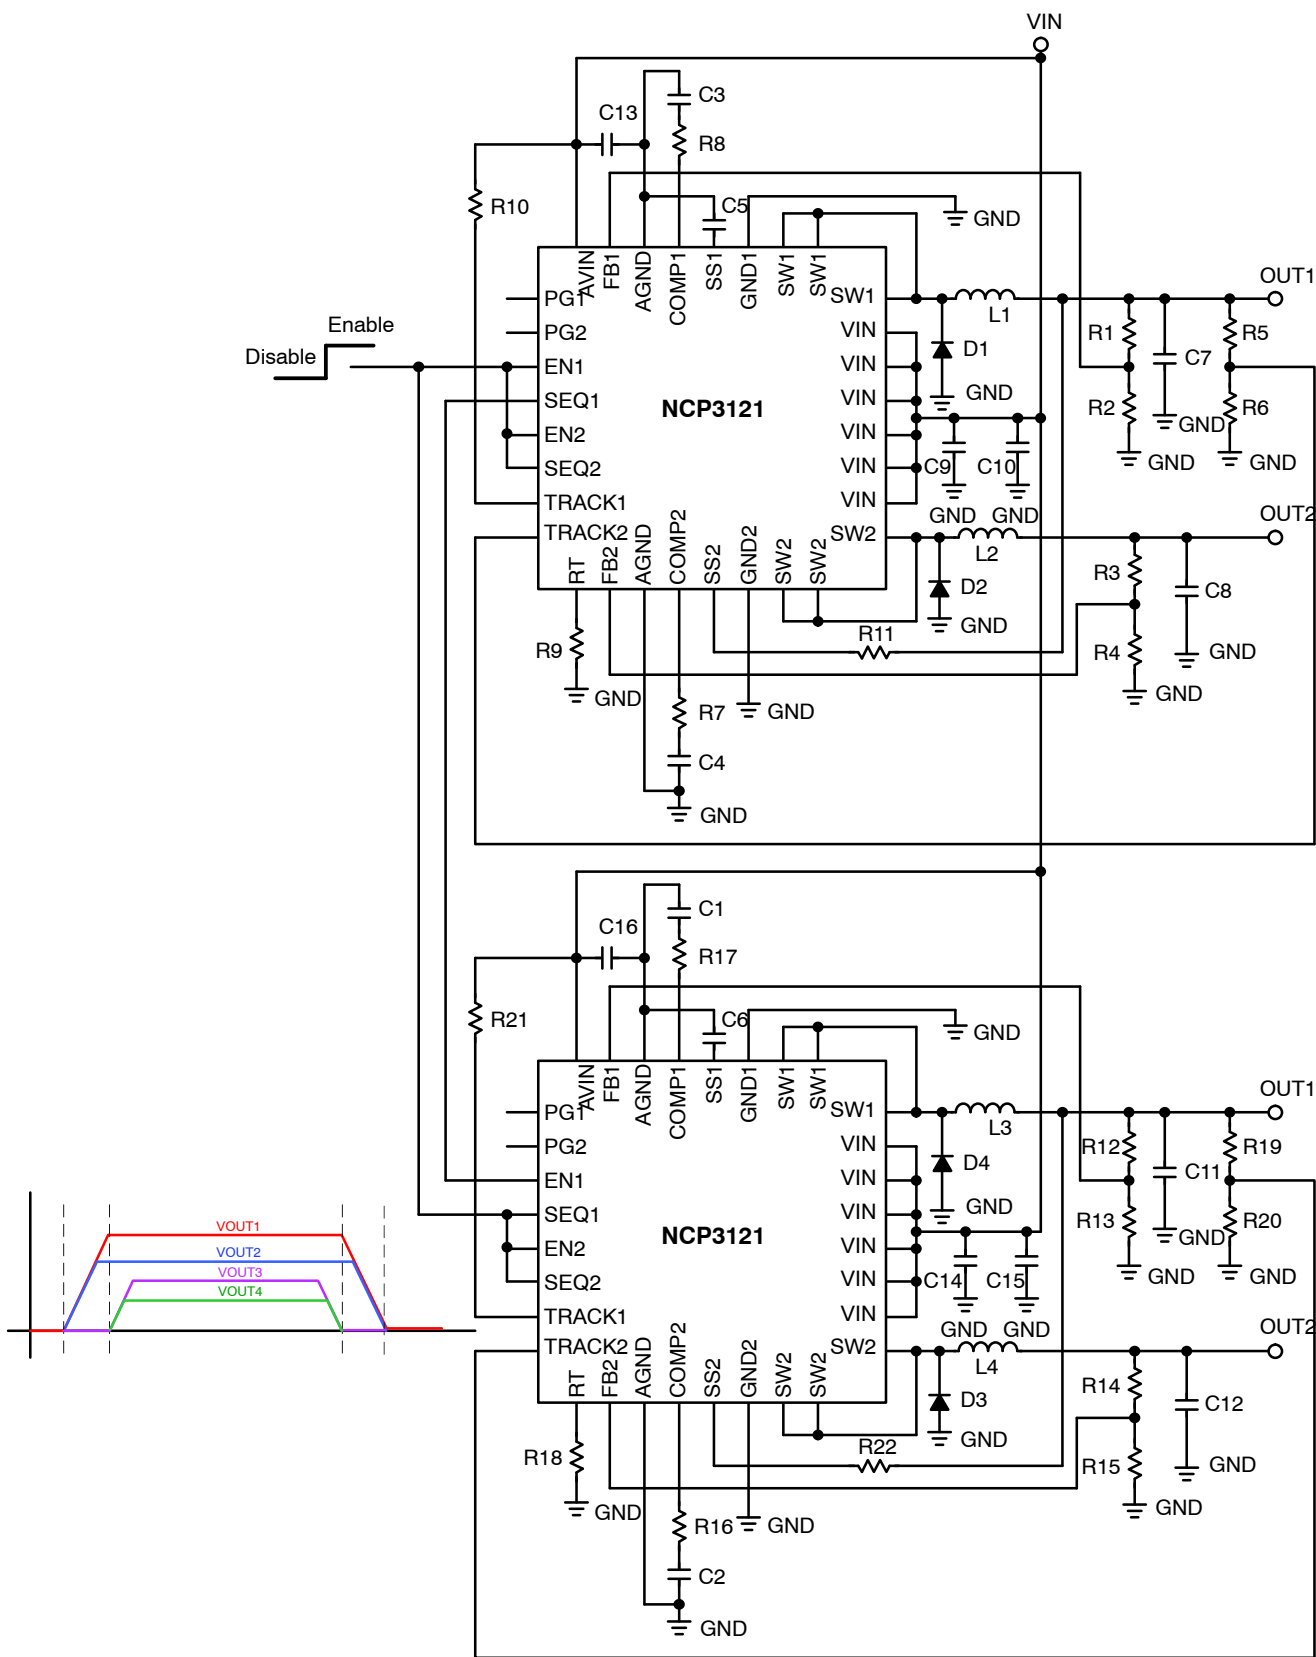 VIN
C3
C13
R8
R10
C5
GND
AVIN
FB1
AGND
COMP1
SS1
GND1
SW1
SW1
OUT1
PG1
SW1
L1
Enable
Disable
PG2
VIN
R1
R5
D1
C7
EN1
VIN
GND
SEQ1
NCP3121
VIN
R2
GND
R6
EN2
VIN
SEQ2
VIN
C9
C10
GND
GND
TRACK1
VIN
GND
GND
OUT2
TRACK2
SW2
L2
RT
FB2
AGND
COMP2
SS2
GND2
SW2
SW2
R3
D2
C8
GND
R11
R9
R4
GND
GND
GND
R7
GND
C4
GND
C1
C16
R17
R21
C6
GND
AVIN
FB1
AGND
COMP1
SS1
GND1
SW1
SW1
OUT1
PG1
SW1
L3
PG2
VIN
R12
R19
D4
C11
EN1
VIN
GND
SEQ1
NCP3121
VIN
R13
GND
R20
EN2
VIN
SEQ2
VIN
C14
C15
GND
GND
TRACK1
VIN
GND
GND
OUT2
TRACK2
SW2
L4
VOUT1
VOUT2
VOUT3
VOUT4
RT
FB2
AGND
COMP2
SS2
GND2
SW2
SW2
R14
D3
C12
GND
R22
R18
R15
GND
GND
GND
R16
GND
C2
GND